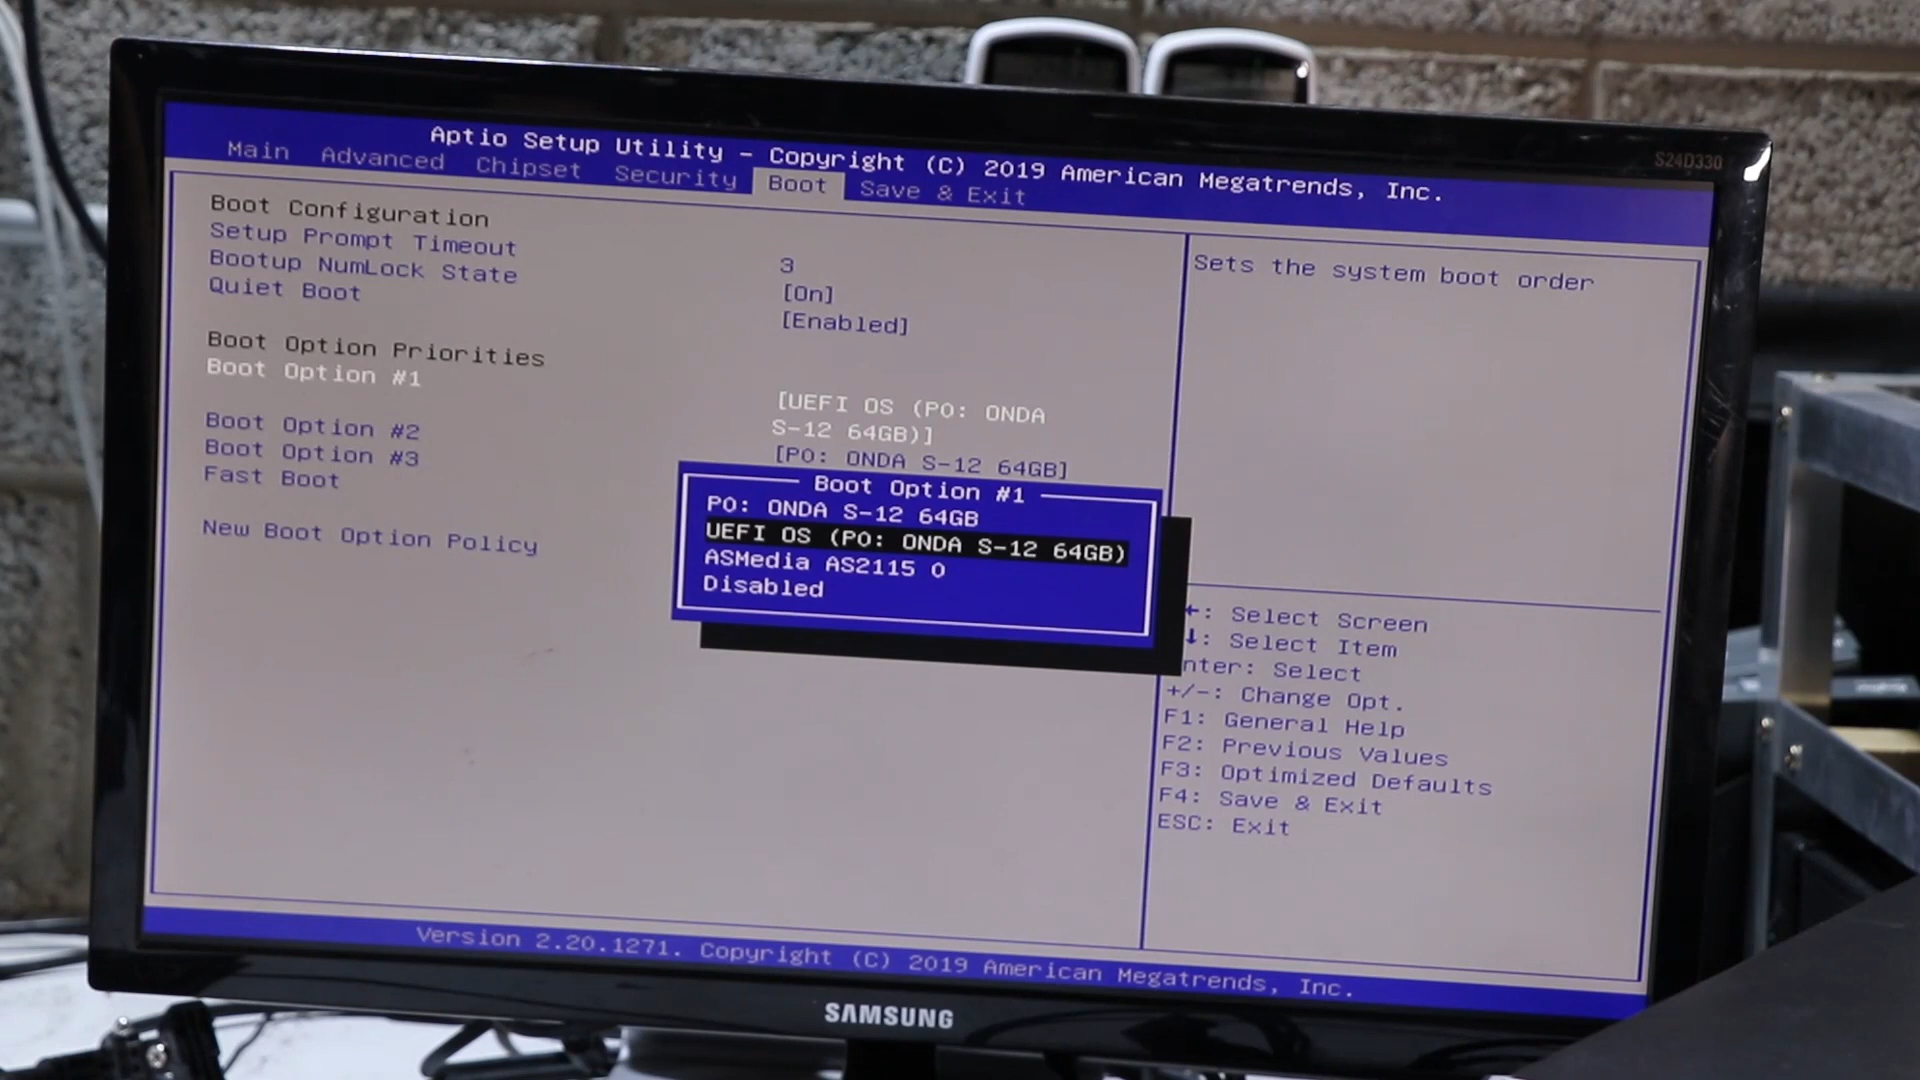 S24D330
Aptio Setup Utility – Copyright (C) 2019 American Megatrends, Inc.
Main Advanced Chipset Security Boot Save & Exit
Boot Configuration
Setup Prompt Timeout 3
Bootup NumLock State [On]
Quiet Boot [Enabled]
Boot Option Priorities
Boot Option #1 [UEFI OS (P0: ONDA
S-12 64GB)]
Boot Option #2 [P0: ONDA S-12 64GB]
Boot Option #3
Fast Boot
New Boot Option Policy
Boot Option #1
P0: ONDA S-12 64GB
UEFI OS (P0: ONDA S-12 64GB)
ASMedia AS2115 0
Disabled
Sets the system boot order
←: Select Screen
↓: Select Item
nter: Select
+/-: Change Opt.
F1: General Help
F2: Previous Values
F3: Optimized Defaults
F4: Save & Exit
ESC: Exit
Version 2.20.1271. Copyright (C) 2019 American Megatrends, Inc.
SAMSUNG